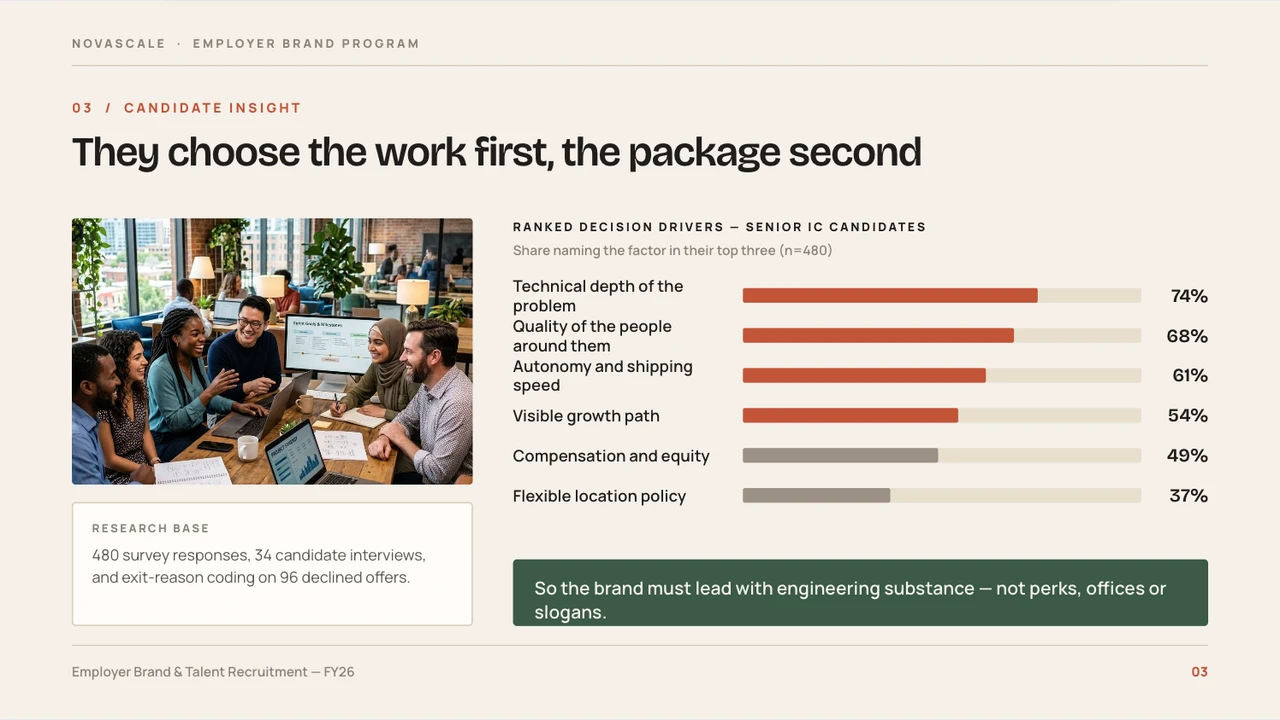 NOVASCALE · EMPLOYER BRAND PROGRAM
03 / CANDIDATE INSIGHT
They choose the work first, the package second
RESEARCH BASE
480 survey responses, 34 candidate interviews,
and exit-reason coding on 96 declined offers.
RANKED DECISION DRIVERS — SENIOR IC CANDIDATES
Share naming the factor in their top three (n=480)
Technical depth of the
problem
74%
Quality of the people
around them
68%
Autonomy and shipping
speed
61%
Visible growth path
54%
Compensation and equity
49%
Flexible location policy
37%
So the brand must lead with engineering substance — not perks, offices or
slogans.
Employer Brand & Talent Recruitment — FY26
03